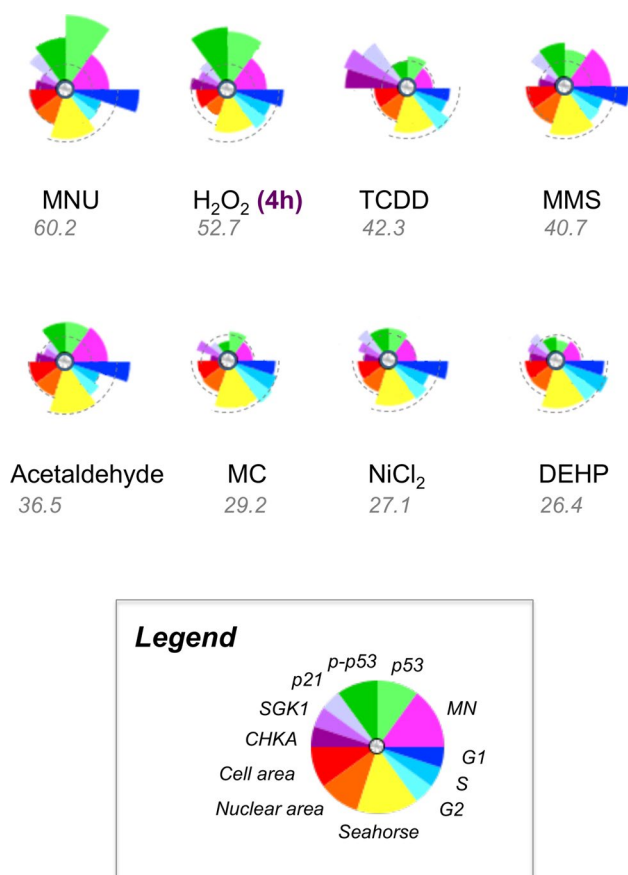 MNU H₂O₂ (4h) TCDD MMS
60.2 52.7 42.3 40.7
Acetaldehyde MC NiCl₂ DEHP
36.5 29.2 27.1 26.4
Legend
p-p53 p53
p21
SGK1 MN
CHKA
G1
Cell area S
Nuclear area G2
Seahorse